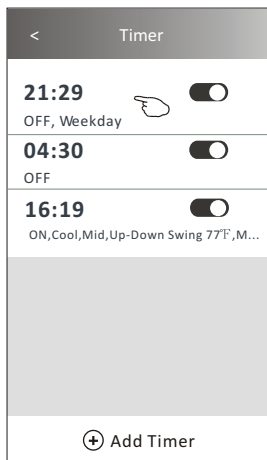 < Timer
21:29
OFF, Weekday
04:30
OFF
16:19
ON,Cool,Mid,Up-Down Swing 77℉,M...
Add Timer